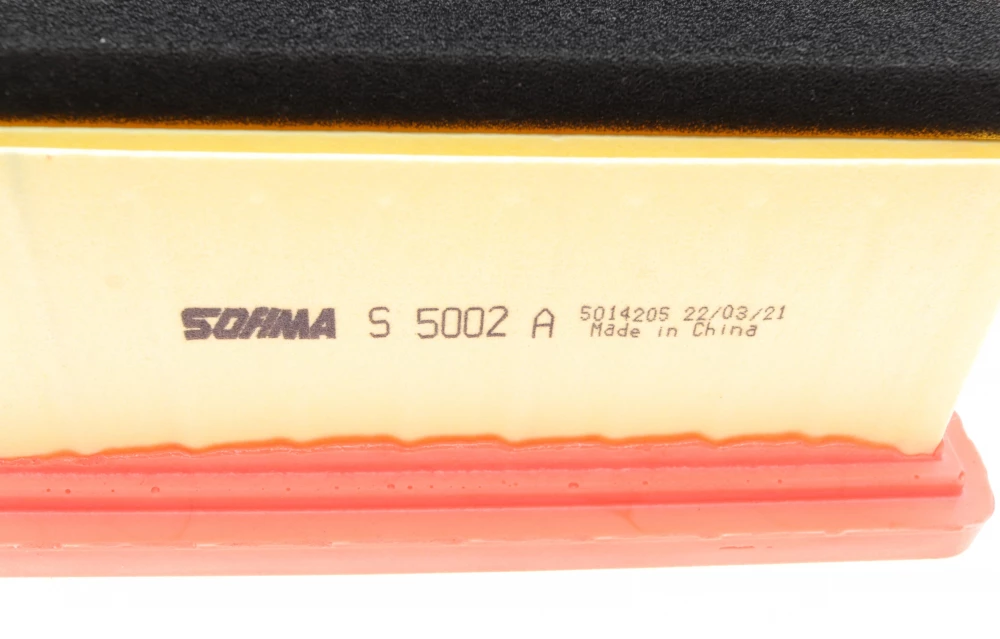 SOFIMA S 5002 A 5014205 22/03/21
Made in China